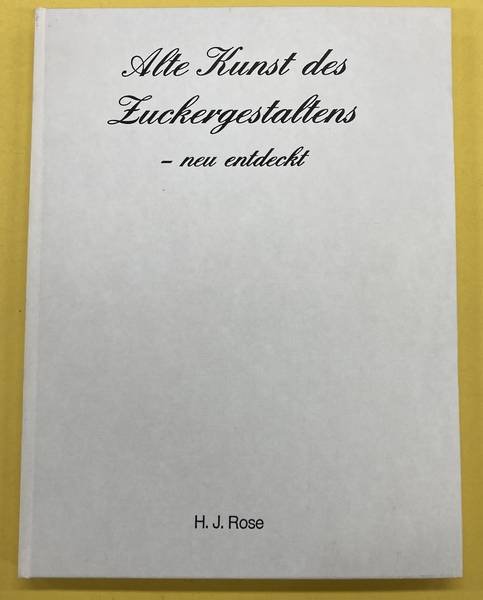 Alte Kunst des
Zuckergestaltens
– neu entdeckt
H. J. Rose